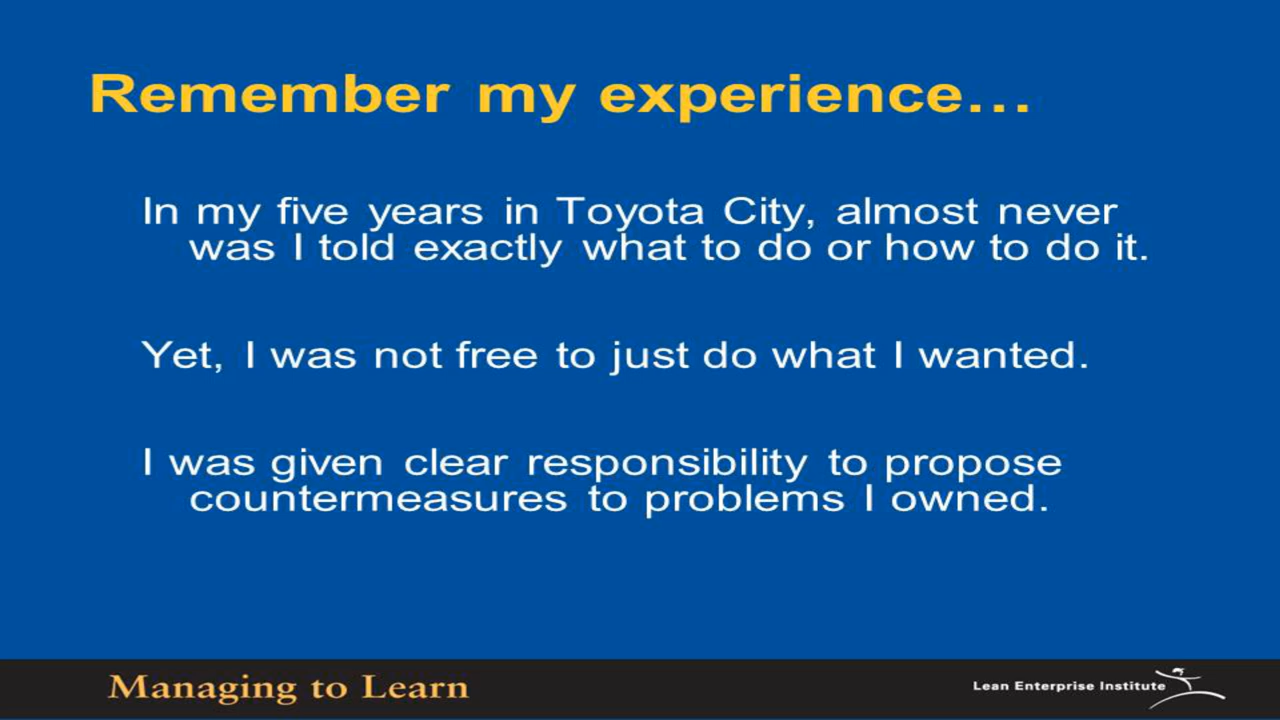 Remember my experience...
In my five years in Toyota City, almost never
was I told exactly what to do or how to do it.
Yet, I was not free to just do what I wanted.
I was given clear responsibility to propose
countermeasures to problems I owned.
Managing to Learn
Lean Enterprise Institute